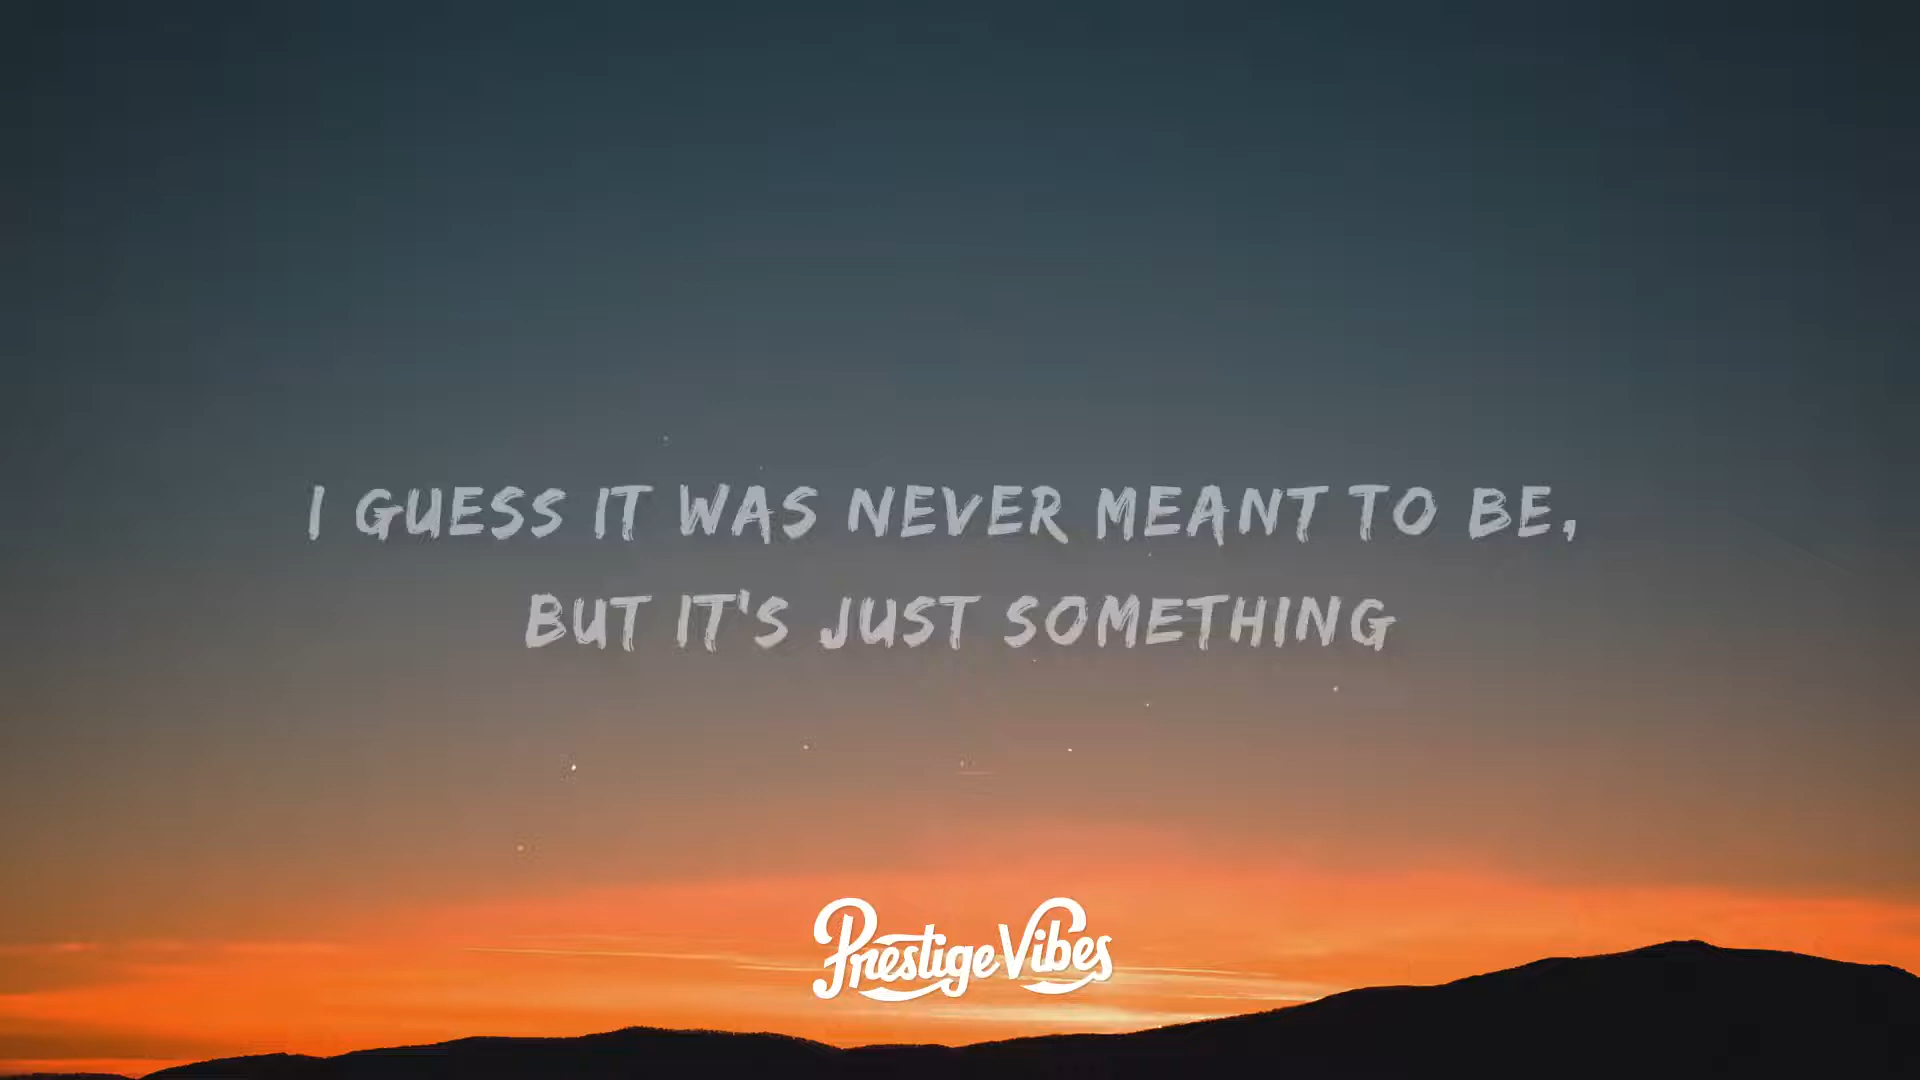 I GUESS IT WAS NEVER MEANT TO BE,
BUT IT'S JUST SOMETHING
Prestige Vibes